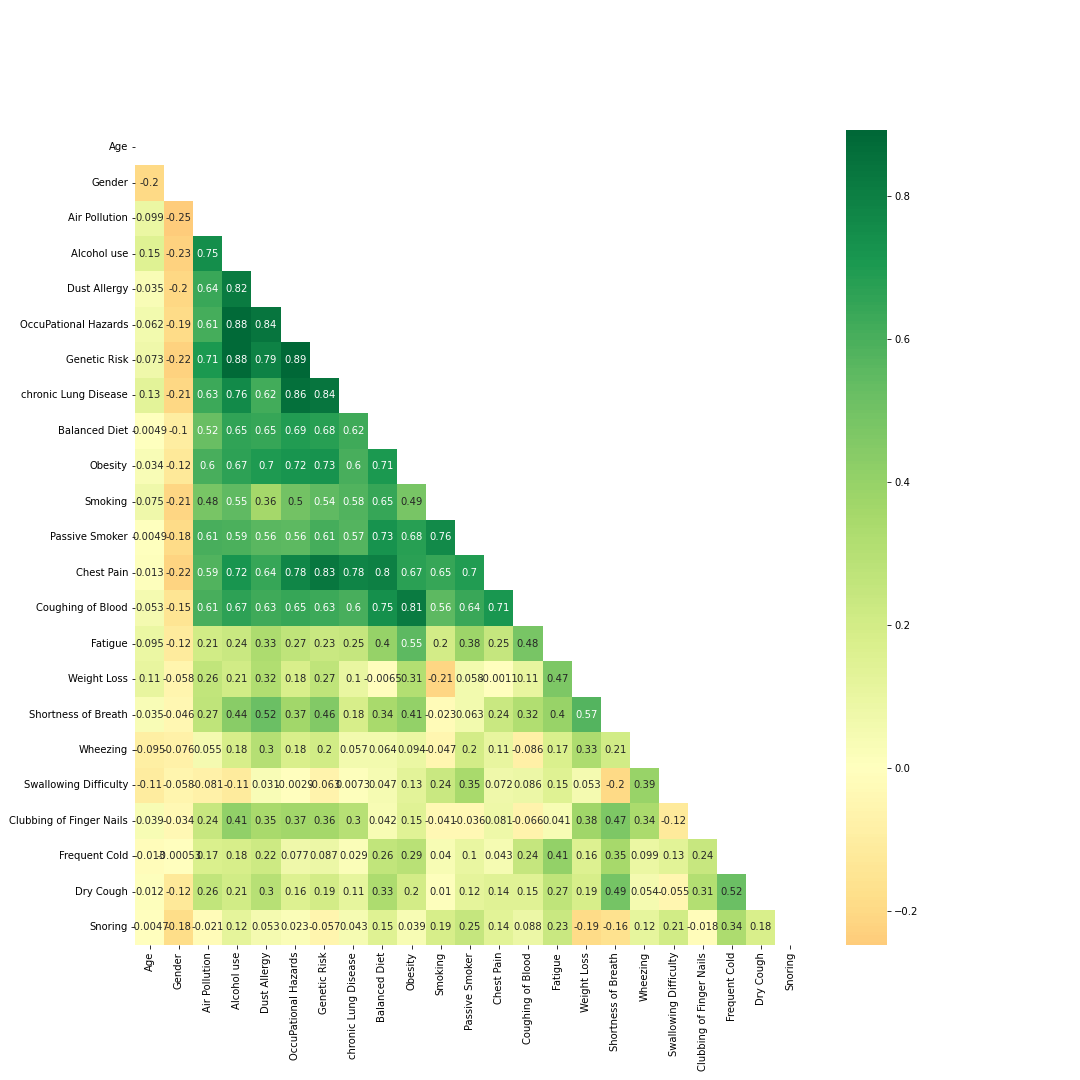 Age
Gender -0.2
Air Pollution 0.099 -0.25
Alcohol use 0.15 -0.23 0.75
Dust Allergy 0.035 -0.2 0.64 0.82
OccuPational Hazards 0.062 -0.19 0.61 0.88 0.84
Genetic Risk 0.073 -0.22 0.71 0.88 0.79 0.89
chronic Lung Disease 0.13 -0.21 0.63 0.76 0.62 0.86 0.84
Balanced Diet 0.0049 -0.1 0.52 0.65 0.65 0.69 0.68 0.62
Obesity 0.034 -0.12 0.6 0.67 0.7 0.72 0.73 0.6 0.71
Smoking 0.075 -0.21 0.48 0.55 0.36 0.5 0.54 0.58 0.65 0.49
Passive Smoker 0.0049 -0.18 0.61 0.59 0.56 0.56 0.61 0.57 0.73 0.68 0.76
Chest Pain 0.013 -0.22 0.59 0.72 0.64 0.78 0.83 0.78 0.8 0.67 0.65 0.7
Coughing of Blood 0.053 -0.15 0.61 0.67 0.63 0.65 0.63 0.6 0.75 0.81 0.56 0.64 0.71
Fatigue 0.095 -0.12 0.21 0.24 0.33 0.27 0.23 0.25 0.4 0.55 0.2 0.38 0.25 0.48
Weight Loss 0.11 -0.058 0.26 0.21 0.32 0.18 0.27 0.1 -0.0065 0.31 -0.21 0.058 -0.0011 0.11 0.47
Shortness of Breath 0.035 -0.046 0.27 0.44 0.52 0.37 0.46 0.18 0.34 0.41 -0.023 0.063 0.24 0.32 0.4 0.57
Wheezing -0.095 -0.076 0.055 0.18 0.3 0.18 0.2 0.057 0.064 0.094 -0.047 0.2 0.11 -0.086 0.17 0.33 0.21
Swallowing Difficulty -0.11 -0.058 -0.081 -0.11 0.031 -0.0029 -0.063 0.0073 0.047 0.13 0.24 0.35 0.072 0.086 0.15 0.053 -0.2 0.39
Clubbing of Finger Nails 0.039 -0.034 0.24 0.41 0.35 0.37 0.36 0.3 0.042 0.15 -0.041 -0.036 0.081 -0.066 0.041 0.38 0.47 0.34 -0.12
Frequent Cold -0.013 -0.00053 0.17 0.18 0.22 0.077 0.087 0.029 0.26 0.29 0.04 0.1 0.043 0.24 0.41 0.16 0.35 0.099 0.13 0.24
Dry Cough 0.012 -0.12 0.26 0.21 0.3 0.16 0.19 0.11 0.33 0.2 0.01 0.12 0.14 0.15 0.27 0.19 0.49 0.054 -0.055 0.31 0.52
Snoring -0.0047 -0.18 -0.021 0.12 0.053 0.023 -0.057 0.043 0.15 0.039 0.19 0.25 0.14 0.088 0.23 -0.19 -0.16 0.12 0.21 -0.018 0.34 0.18
Age
Gender
Air Pollution
Alcohol use
Dust Allergy
OccuPational Hazards
Genetic Risk
chronic Lung Disease
Balanced Diet
Obesity
Smoking
Passive Smoker
Chest Pain
Coughing of Blood
Fatigue
Weight Loss
Shortness of Breath
Wheezing
Swallowing Difficulty
Clubbing of Finger Nails
Frequent Cold
Dry Cough
Snoring
0.8
0.6
0.4
0.2
0.0
−0.2